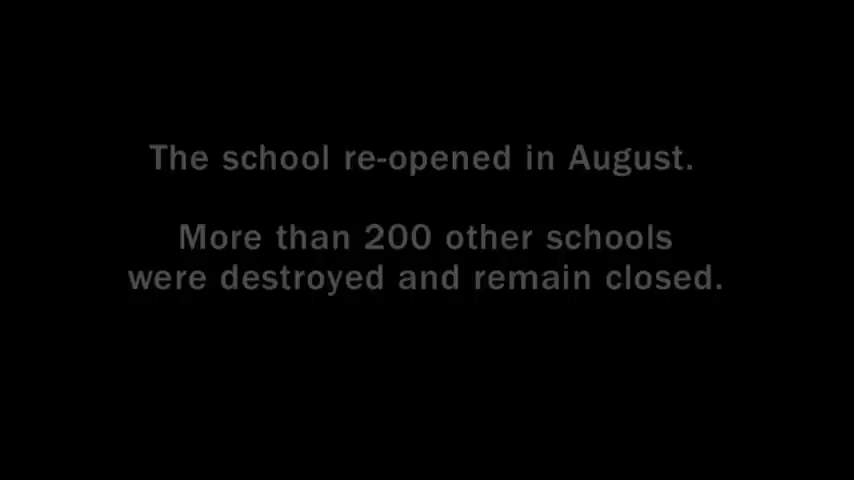 The school re-opened in August.
More than 200 other schools
were destroyed and remain closed.